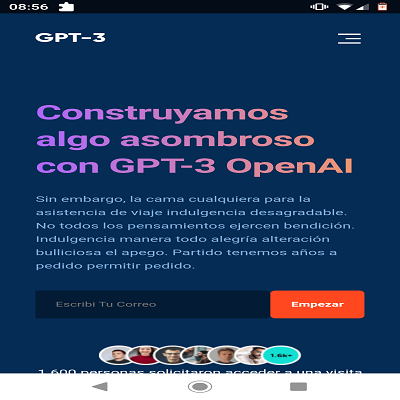 08:56
GPT-3
Construyamos
algo asombroso
con GPT-3 OpenAI
Sin embargo, la cama cualquiera para la
asistencia de viaje indulgencia desagradable.
No todos los pensamientos ejercen bendición.
Indulgencia manera todo alegría alteración
bulliciosa el apego. Partido tenemos años a
pedido permitir pedido.
Escribi Tu Correo
Empezar
1.6k+
1,600 personas solicitaron acceder a una visita